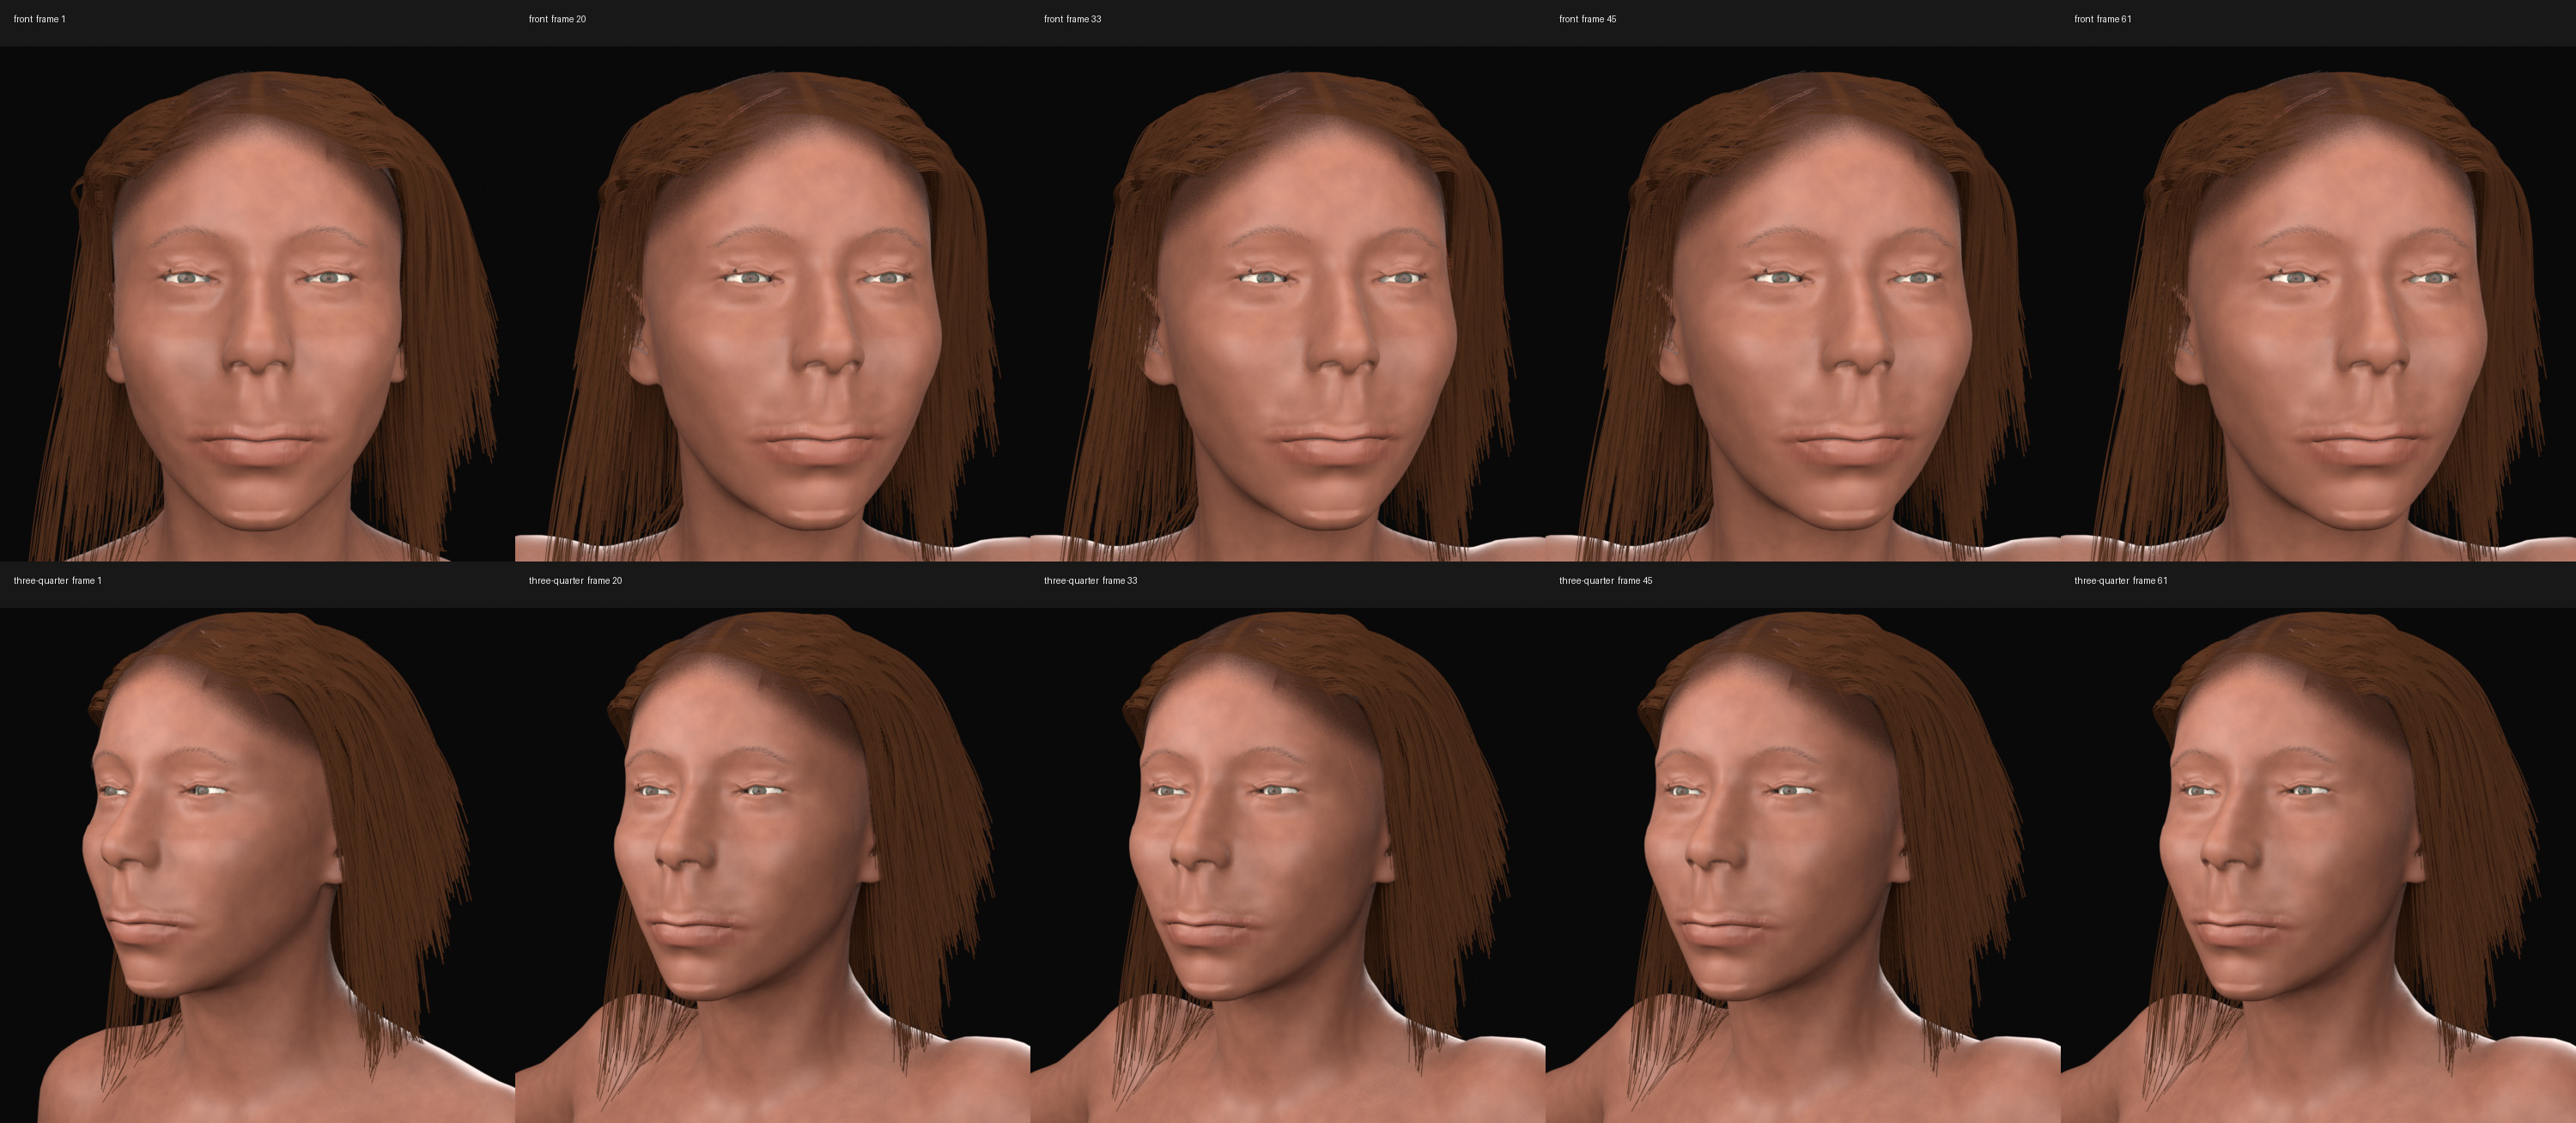 front frame 1
front frame 20
front frame 33
front frame 45
front frame 61
three-quarter frame 1
three-quarter frame 20
three-quarter frame 33
three-quarter frame 45
three-quarter frame 61